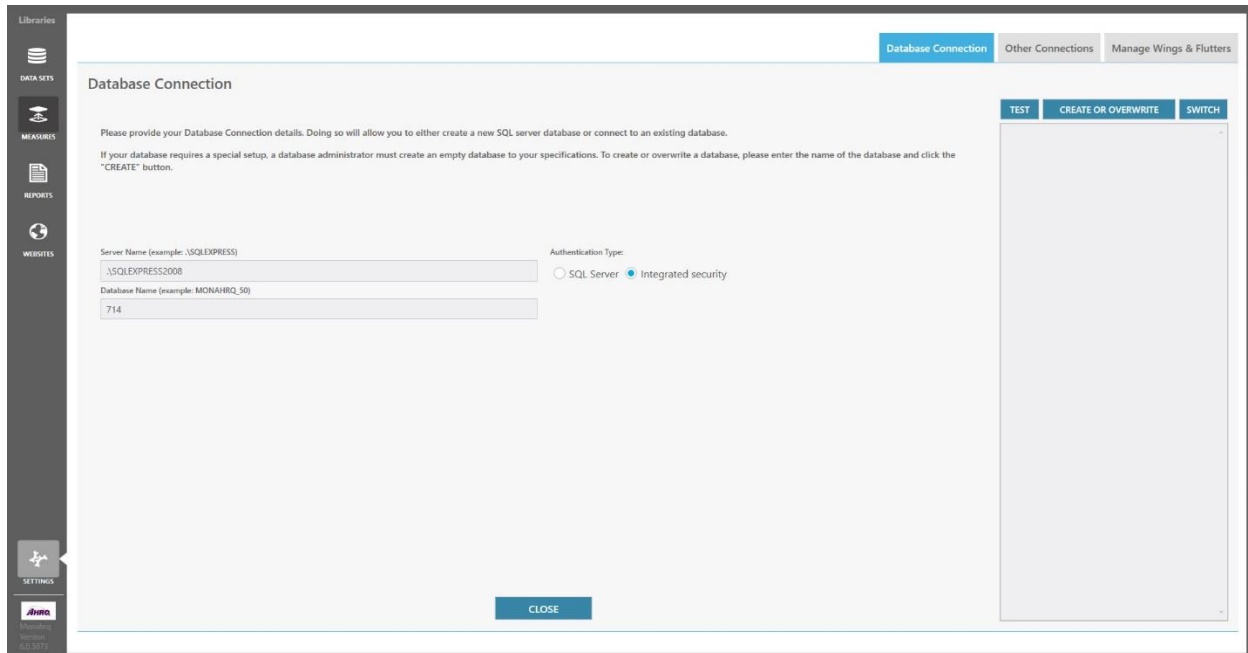 Libraries
DATA SETS
MEASURES
REPORTS
WEBSITES
SETTINGS
AHRQ
Monahrq
Version
Database Connection
Other Connections
Manage Wings & Flutters
Database Connection
TEST
CREATE OR OVERWRITE
SWITCH
Please provide your Database Connection details. Doing so will allow you to either create a new SQL server database or connect to an existing database.
If your database requires a special setup, a database administrator must create an empty database to your specifications. To create or overwrite a database, please enter the name of the database and click the
"CREATE" button.
Server Name (example: .\SQLEXPRESS)
.\SQLEXPRESS2008
Database Name (example: MONAHRQ_50)
714
Authentication Type:
SQL Server
Integrated security
CLOSE